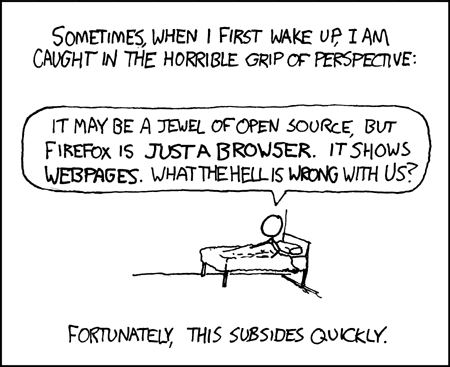 SOMETIMES, WHEN I FIRST WAKE UP, I AM
CAUGHT IN THE HORRIBLE GRIP OF PERSPECTIVE:
IT MAY BE A JEWEL OF OPEN SOURCE, BUT
FIREFOX IS JUST A BROWSER. IT SHOWS
WEBPAGES. WHAT THE HELL IS WRONG WITH US?
FORTUNATELY, THIS SUBSIDES QUICKLY.